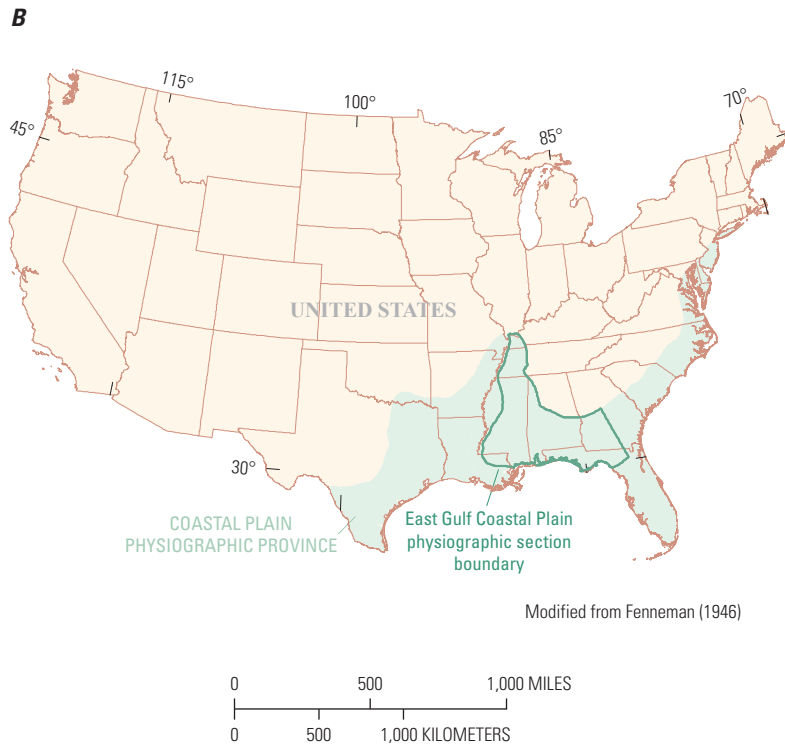 B
115°
100°
70°
45°
85°
UNITED STATES
30°
COASTAL PLAIN
PHYSIOGRAPHIC PROVINCE
East Gulf Coastal Plain
physiographic section
boundary
Modified from Fenneman (1946)
0 500 1,000 MILES
0 500 1,000 KILOMETERS